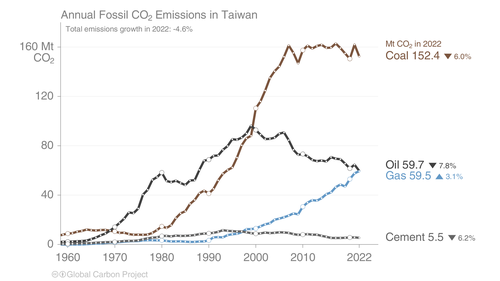 Annual Fossil CO₂ Emissions in Taiwan
Total emissions growth in 2022: -4.6%
160 Mt
CO₂
120
80
40
0
1960 1970 1980 1990 2000 2010 2022
Mt CO₂ in 2022
Coal 152.4 ▼ 6.0%
Oil 59.7 ▼ 7.8%
Gas 59.5 ▲ 3.1%
Cement 5.5 ▼ 6.2%
Global Carbon Project